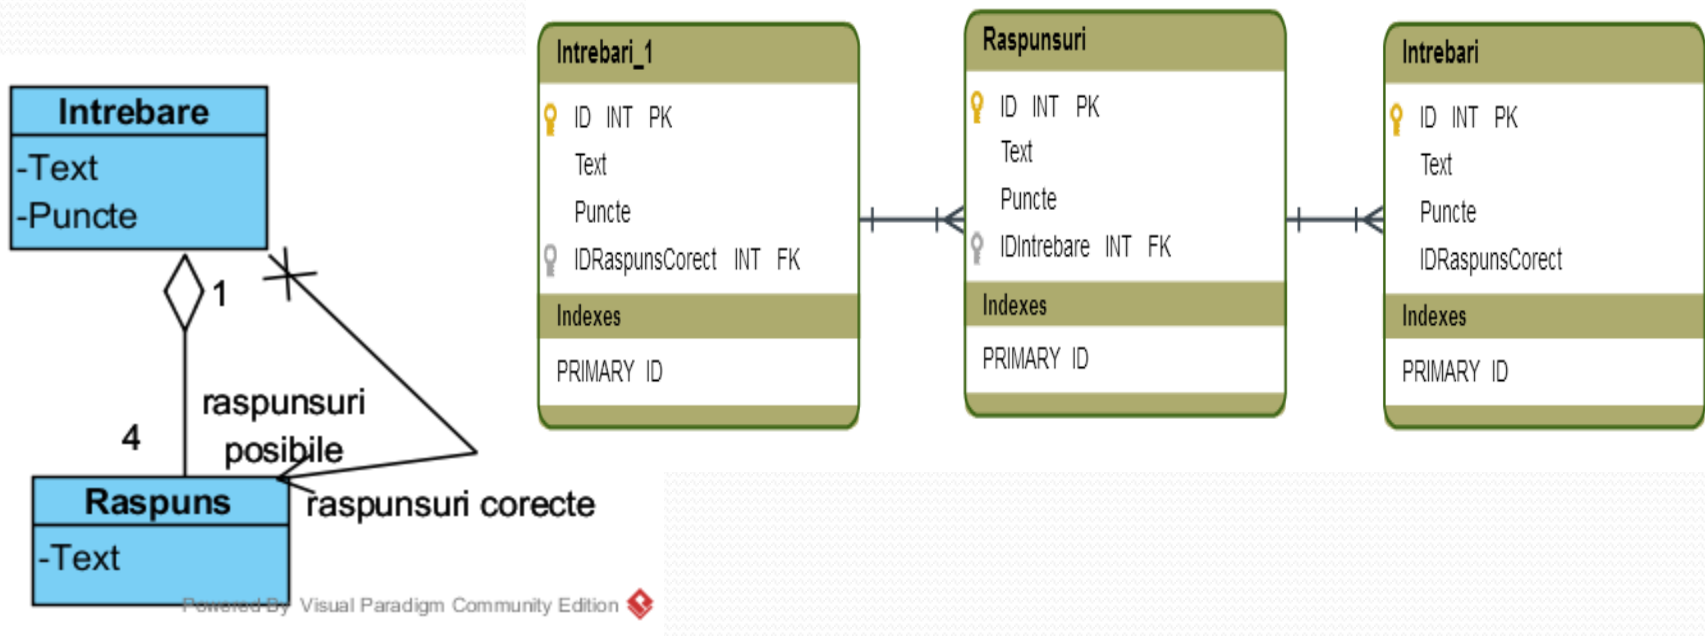 Intrebare
-Text
-Puncte
1
4
raspunsuri
posibile
raspunsuri corecte
Raspuns
-Text
Powered By Visual Paradigm Community Edition
Intrebari_1
ID INT PK
Text
Puncte
IDRaspunsCorect INT FK
Indexes
PRIMARY ID
Raspunsuri
ID INT PK
Text
Puncte
IDIntrebare INT FK
Indexes
PRIMARY ID
Intrebari
ID INT PK
Text
Puncte
IDRaspunsCorect
Indexes
PRIMARY ID